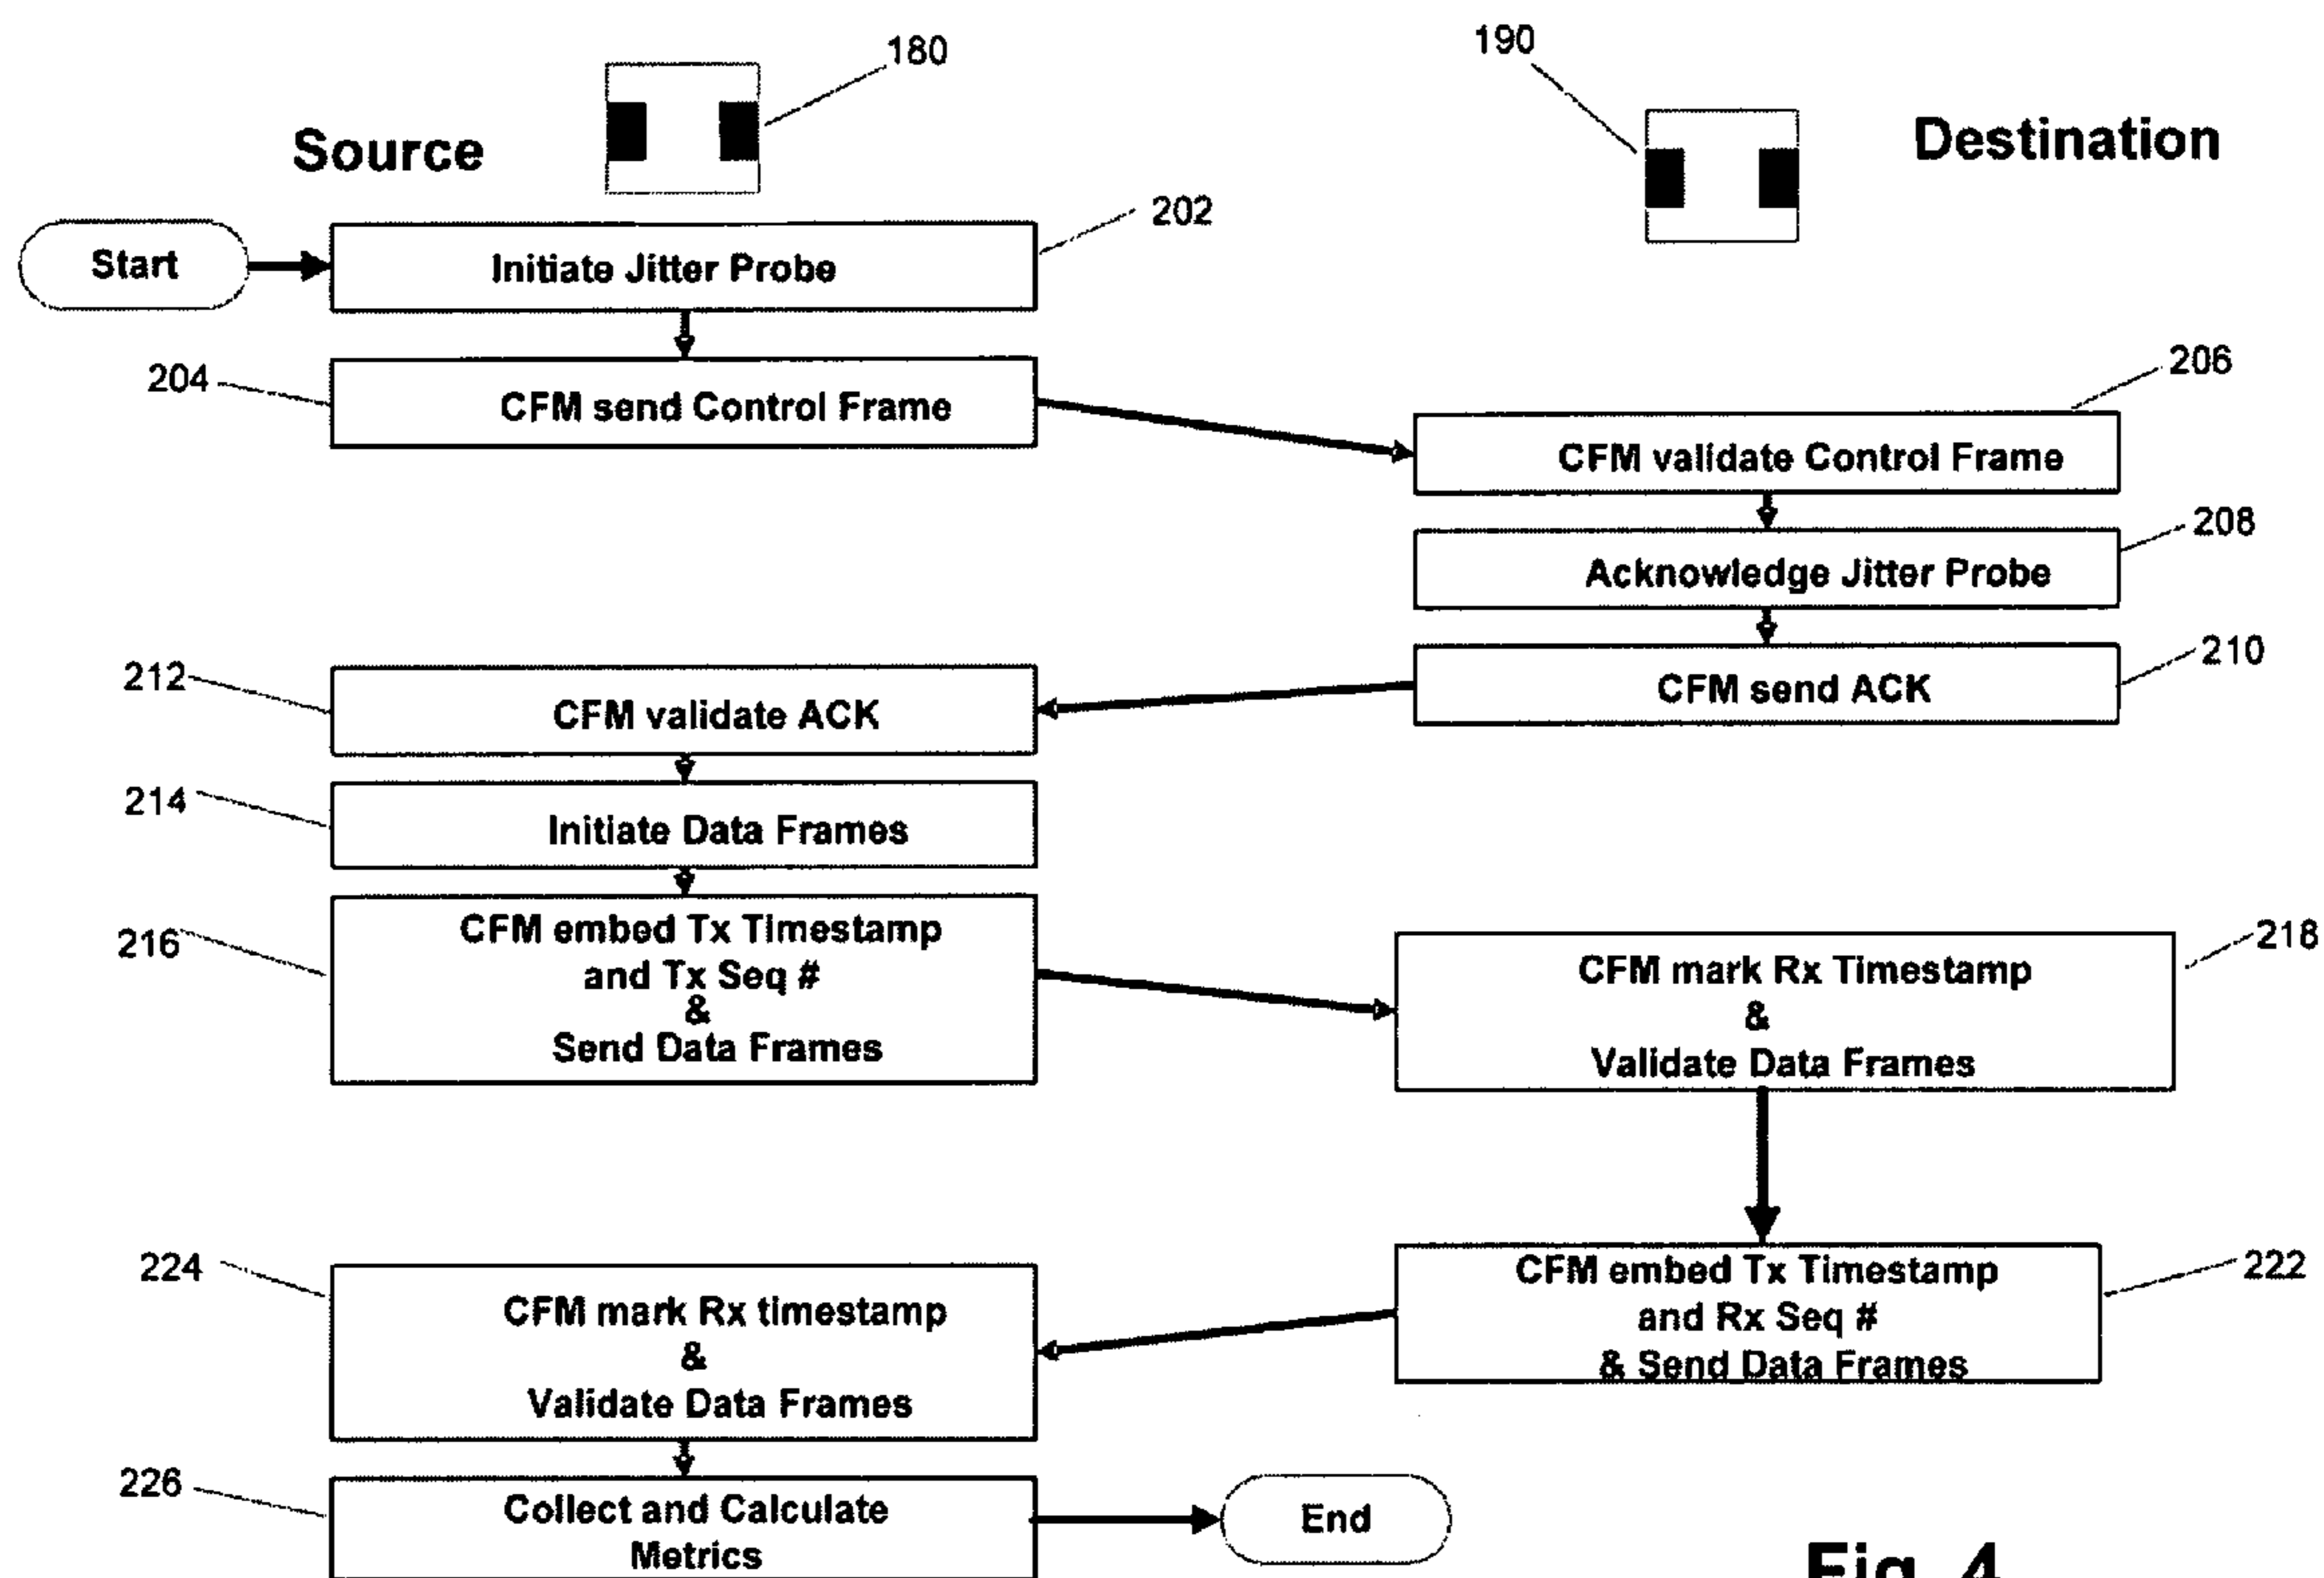 180
190
Source
Destination
202
Start
Initiate Jitter Probe
204
CFM send Control Frame
206
CFM validate Control Frame
208
Acknowledge Jitter Probe
210
CFM send ACK
212
CFM validate ACK
214
Initiate Data Frames
216
CFM embed Tx Timestamp
and Tx Seq #
&
Send Data Frames
218
CFM mark Rx Timestamp
&
Validate Data Frames
222
CFM embed Tx Timestamp
and Rx Seq #
& Send Data Frames
224
CFM mark Rx timestamp
&
Validate Data Frames
226
Collect and Calculate
Metrics
End
Fig. 4